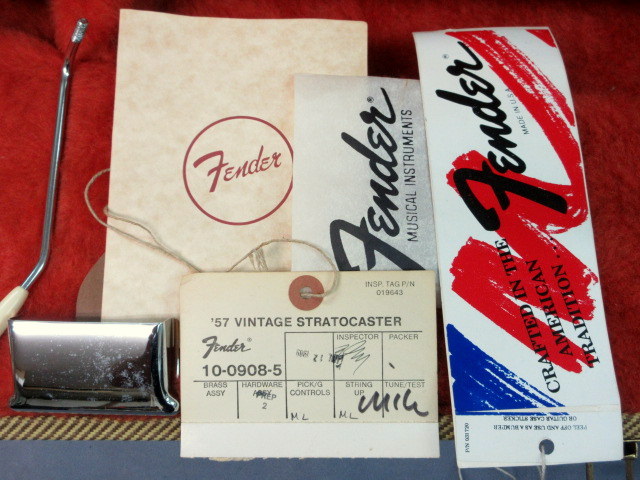 Fender
Fender®
MUSICAL INSTRUMENTS
Fender®
MADE IN U.S.A.
CRAFTED IN THE
AMERICAN
TRADITION....
PEEL OFF AND USE AS A BUMPER
OR GUITAR CASE STICKER
INSP. TAG P/N
018643
'57 VINTAGE STRATOCASTER
Fender®
10-0908-5
12
INSPECTOR
PACKER
BRASS
ASSY
HARDWARE
PREP
2
PICK/G
CONTROLS
M.L
STRING
UP
M.L
TUNE/TEST